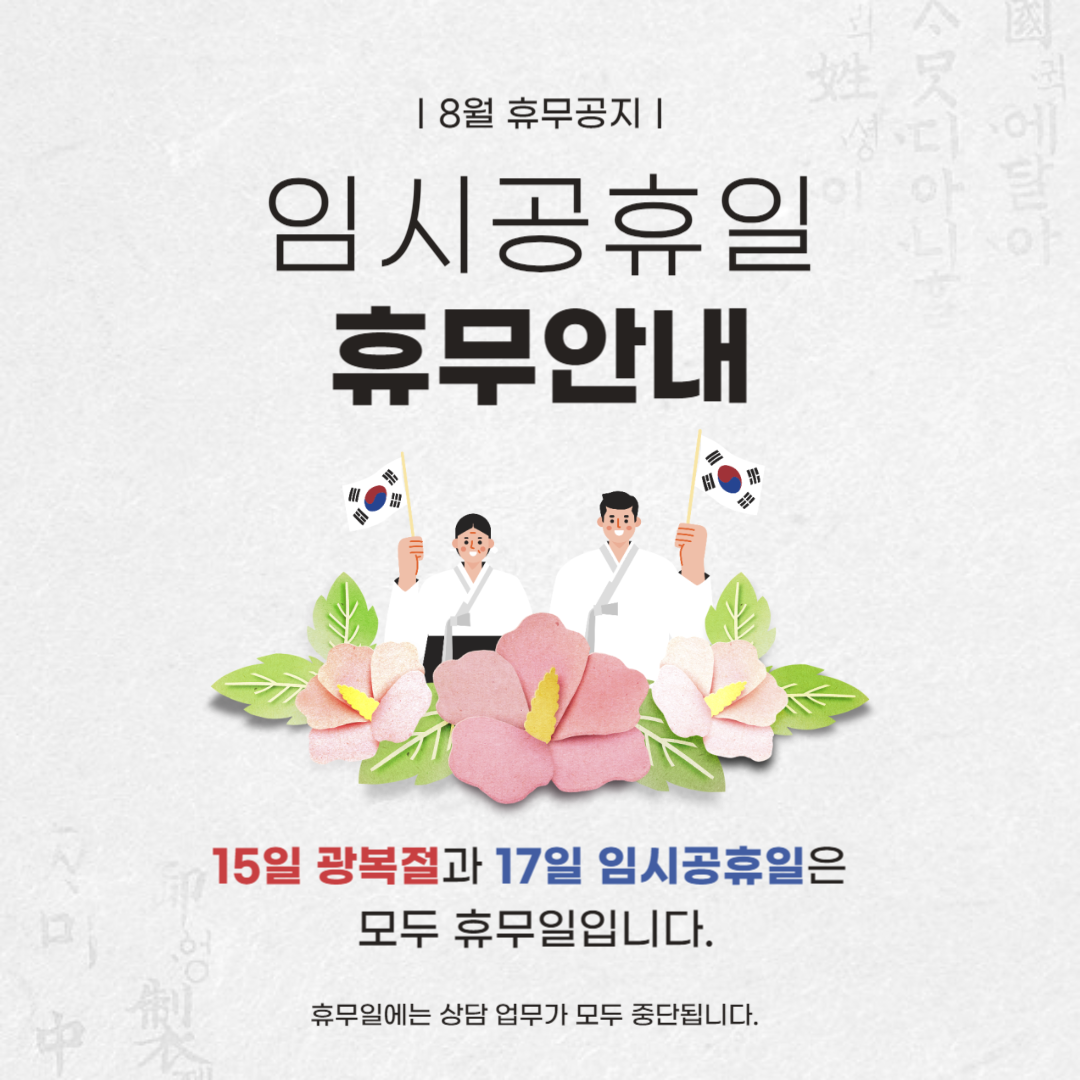 | 8월 휴무공지 |
임시공휴일
휴무안내
15일 광복절과 17일 임시공휴일은
모두 휴무일입니다.
휴무일에는 상담 업무가 모두 중단됩니다.